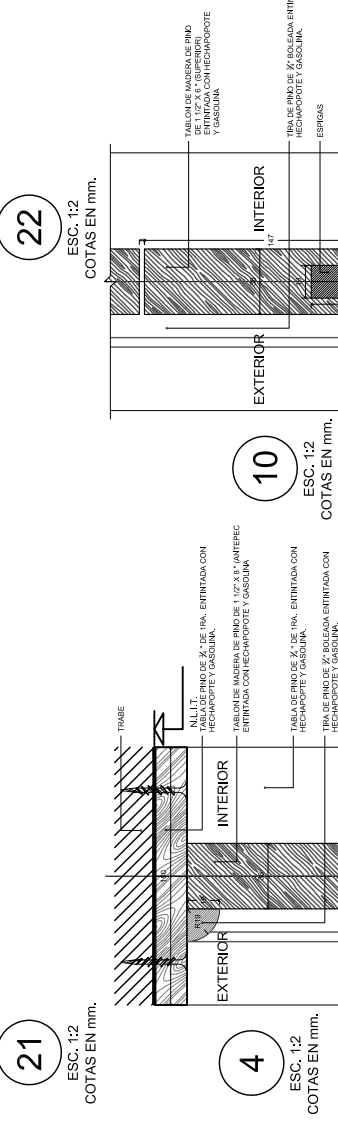 22
ESC. 1:2
COTAS EN mm.
TABLON DE MADERA DE PINO
DE 1 1/2" X 6 " (SUPERIOR)
ENTINTADA CON HECHAPOPOTE
Y GASOLINA
EXTERIOR
INTERIOR
147
TIRA DE PINO DE ¾" BOLEADA ENTIN
HECHAPOPOTE Y GASOLINA.
ESPIGAS
10
ESC. 1:2
COTAS EN mm.
21
ESC. 1:2
COTAS EN mm.
TRABE
N.L.I.T.
TABLA DE PINO DE ¾ " DE 1RA. ENTINTADA CON
HECHAPOPOTE Y GASOLINA.
TABLON DE MADERA DE PINO DE 1 1/2" X 8 " (ANTEPEC
ENTINTADA CON HECHAPOPOTE Y GASOLINA
EXTERIOR
INTERIOR
R19
TABLA DE PINO DE ¾ " DE 1RA. ENTINTADA CON
HECHAPOPOTE Y GASOLINA.
TIRA DE PINO DE ¾" BOLEADA ENTINTADA CON
HECHAPOPOTE Y GASOLINA.
4
ESC. 1:2
COTAS EN mm.